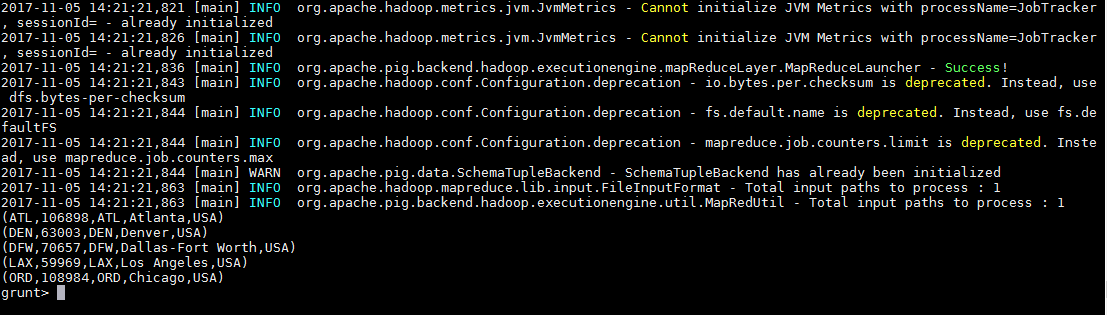 2017-11-05 14:21:21,821 [main] INFO  org.apache.hadoop.metrics.jvm.JvmMetrics - Cannot initialize JVM Metrics with processName=JobTracker
, sessionId= - already initialized
2017-11-05 14:21:21,826 [main] INFO  org.apache.hadoop.metrics.jvm.JvmMetrics - Cannot initialize JVM Metrics with processName=JobTracker
, sessionId= - already initialized
2017-11-05 14:21:21,836 [main] INFO  org.apache.pig.backend.hadoop.executionengine.mapReduceLayer.MapReduceLauncher - Success!
2017-11-05 14:21:21,843 [main] INFO  org.apache.hadoop.conf.Configuration.deprecation - io.bytes.per.checksum is deprecated. Instead, use
 dfs.bytes-per-checksum
2017-11-05 14:21:21,844 [main] INFO  org.apache.hadoop.conf.Configuration.deprecation - fs.default.name is deprecated. Instead, use fs.de
faultFS
2017-11-05 14:21:21,844 [main] INFO  org.apache.hadoop.conf.Configuration.deprecation - mapreduce.job.counters.limit is deprecated. Inste
ad, use mapreduce.job.counters.max
2017-11-05 14:21:21,844 [main] WARN  org.apache.pig.data.SchemaTupleBackend - SchemaTupleBackend has already been initialized
2017-11-05 14:21:21,863 [main] INFO  org.apache.hadoop.mapreduce.lib.input.FileInputFormat - Total input paths to process : 1
2017-11-05 14:21:21,863 [main] INFO  org.apache.pig.backend.hadoop.executionengine.util.MapRedUtil - Total input paths to process : 1
(ATL,106898,ATL,Atlanta,USA)
(DEN,63003,DEN,Denver,USA)
(DFW,70657,DFW,Dallas-Fort Worth,USA)
(LAX,59969,LAX,Los Angeles,USA)
(ORD,108984,ORD,Chicago,USA)
grunt>